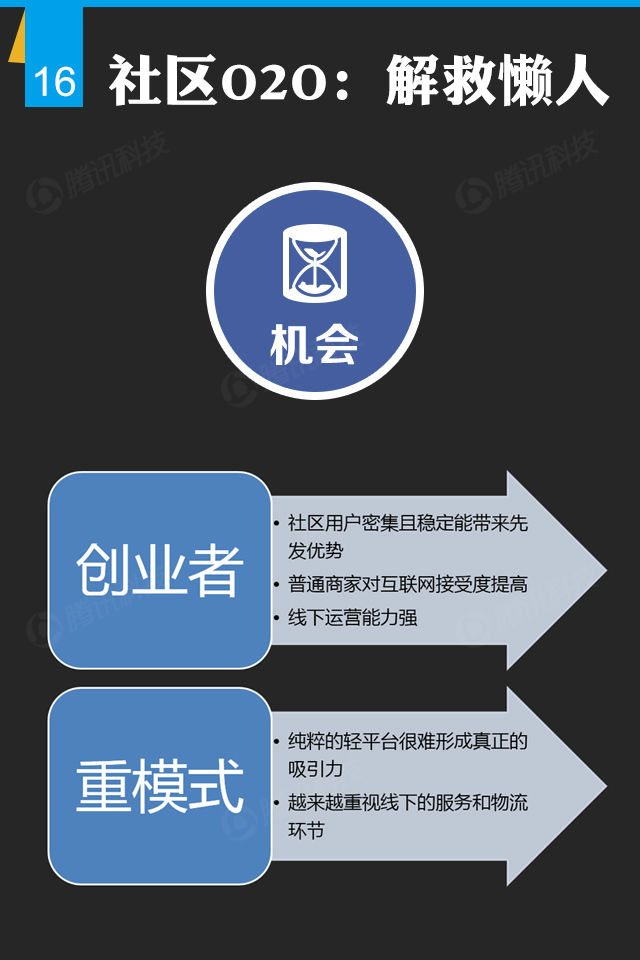 16
社区O2O：解救懒人
腾讯科技
腾讯科技
机会
创业者
• 社区用户密集且稳定能带来先
发优势
• 普通商家对互联网接受度提高
• 线下运营能力强
重模式
• 纯粹的轻平台很难形成真正的
吸引力
• 越来越重视线下的服务和物流
环节